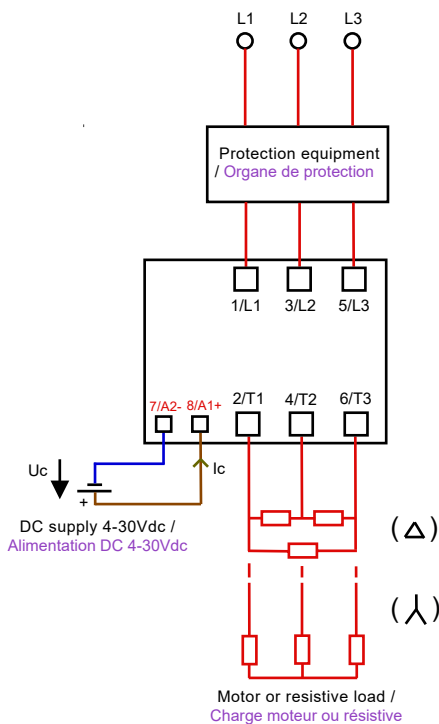 L1 L2 L3
Protection equipment
/ Organe de protection
1/L1 3/L2 5/L3
7/A2- 8/A1+ 2/T1 4/T2 6/T3
Uc
+
Ic
DC supply 4-30Vdc /
Alimentation DC 4-30Vdc
(△)
(⅄)
Motor or resistive load /
Charge moteur ou résistive